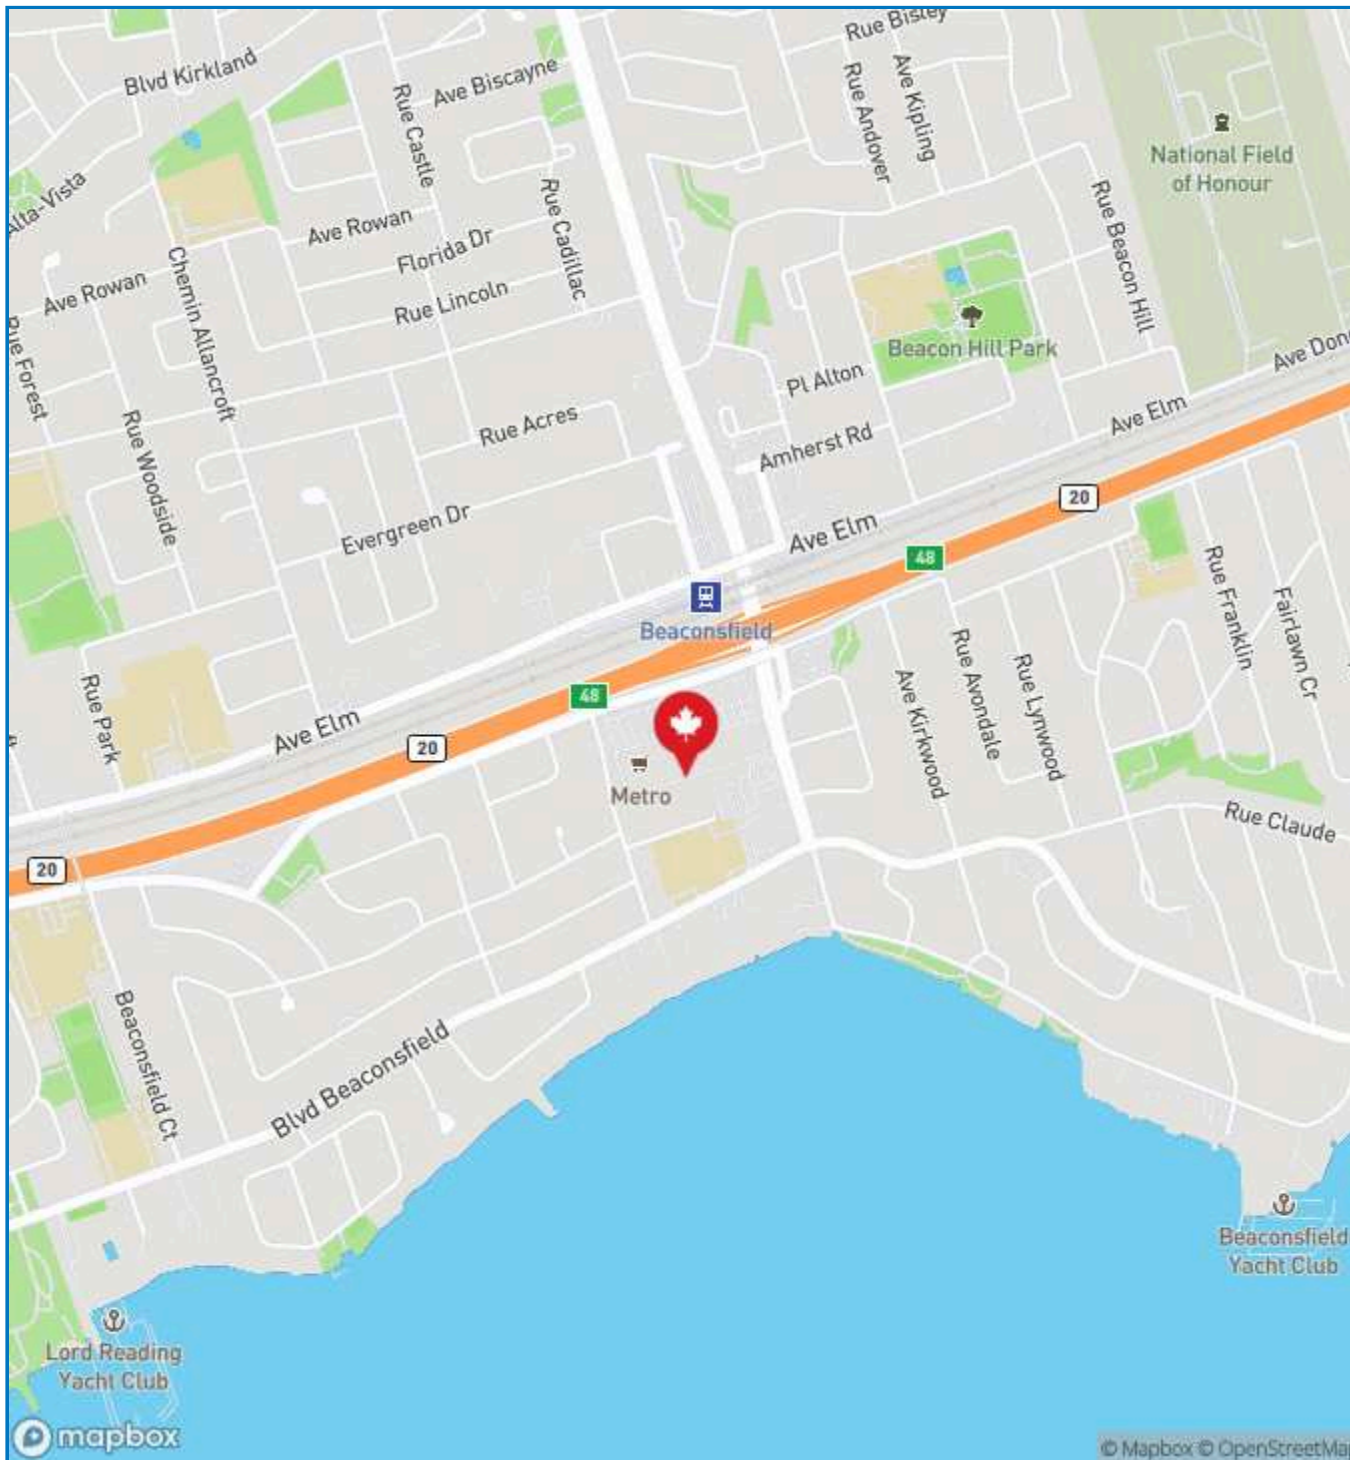 Rue Bisley
Blvd Kirkland
Ave Biscayne
Rue Castle
Rue Andover
Ave Kipling
National Field
of Honour
Alta-Vista
Rue Cadillac
Rue Beacon Hill
Ave Rowan
Florida Dr
Ave Rowan
Chemin Allancroft
Rue Lincoln
Rue Forest
Beacon Hill Park
Ave Don
Pl Alton
Rue Woodside
Rue Acres
Ave Elm
Amherst Rd
20
Evergreen Dr
Ave Elm
48
Rue Franklin
Fairlawn Cr
Beaconsfield
Rue Park
48
Rue Avondale
Rue Lynwood
Ave Kirkwood
Ave Elm
20
Metro
Rue Claude
20
Beaconsfield Ct
Blvd Beaconsfield
Beaconsfield
Yacht Club
Lord Reading
Yacht Club
mapbox
© Mapbox © OpenStreetMap